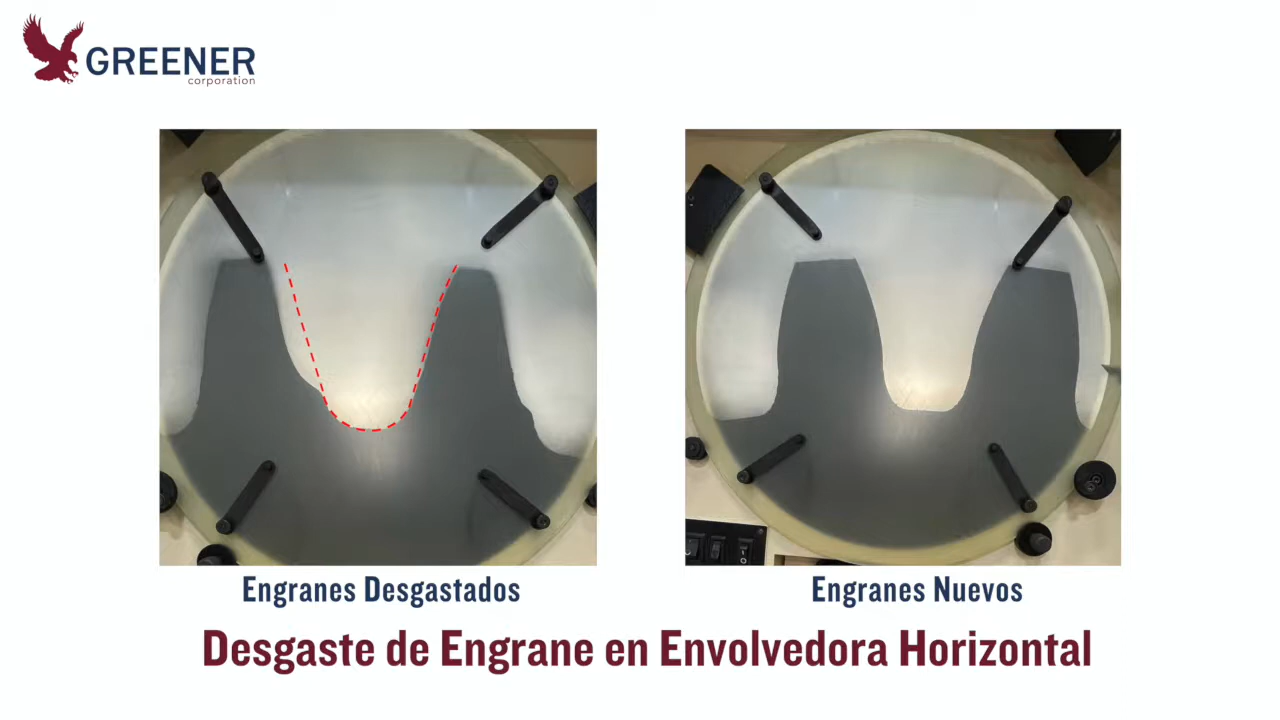 GREENER
corporation
Engranes Desgastados
Engranes Nuevos
Desgaste de Engrane en Envolvedora Horizontal